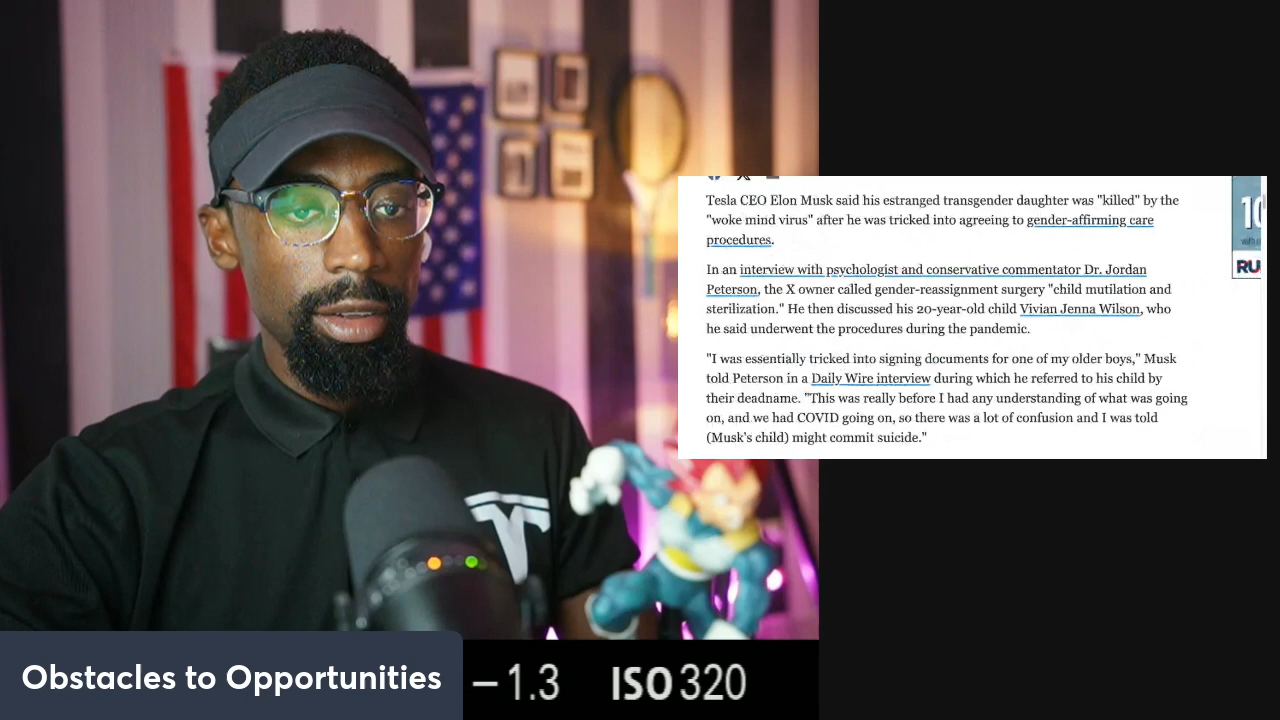 Tesla CEO Elon Musk said his estranged transgender daughter was "killed" by the
"woke mind virus" after he was tricked into agreeing to gender-affirming care
procedures.
In an interview with psychologist and conservative commentator Dr. Jordan
Peterson, the X owner called gender-reassignment surgery "child mutilation and
sterilization." He then discussed his 20-year-old child Vivian Jenna Wilson, who
he said underwent the procedures during the pandemic.
"I was essentially tricked into signing documents for one of my older boys," Musk
told Peterson in a Daily Wire interview during which he referred to his child by
their deadname. "This was really before I had any understanding of what was going
on, and we had COVID going on, so there was a lot of confusion and I was told
(Musk's child) might commit suicide."
10
RU
Obstacles to Opportunities
– 1.3 ISO 320